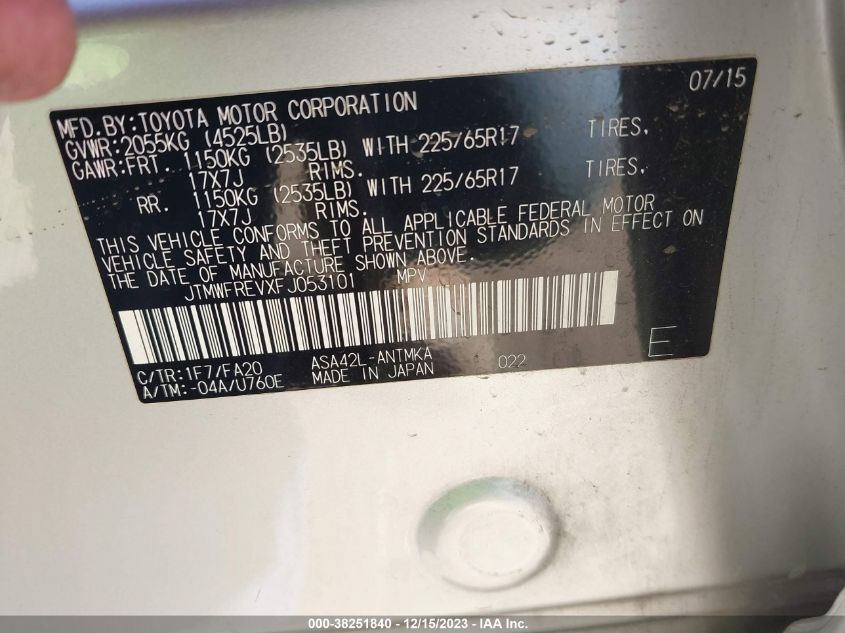 07/15
MFD.BY:TOYOTA MOTOR CORPORATION
GVWR:2055KG (4525LB)
GAWR:FRT. 1150KG (2535LB) WITH 225/65R17 TIRES,
17X7J RIMS.
RR. 1150KG (2535LB) WITH 225/65R17 TIRES,
17X7J RIMS.
THIS VEHICLE CONFORMS TO ALL APPLICABLE FEDERAL MOTOR
VEHICLE SAFETY AND THEFT PREVENTION STANDARDS IN EFFECT ON
THE DATE OF MANUFACTURE SHOWN ABOVE.
JTMWFREVXFJ053101 MPV
C/TR:1F7/FA20 ASA42L-ANTMKA 022 E
A/TM:-04A/U760E MADE IN JAPAN
000-38251840 - 12/15/2023 - IAA Inc.